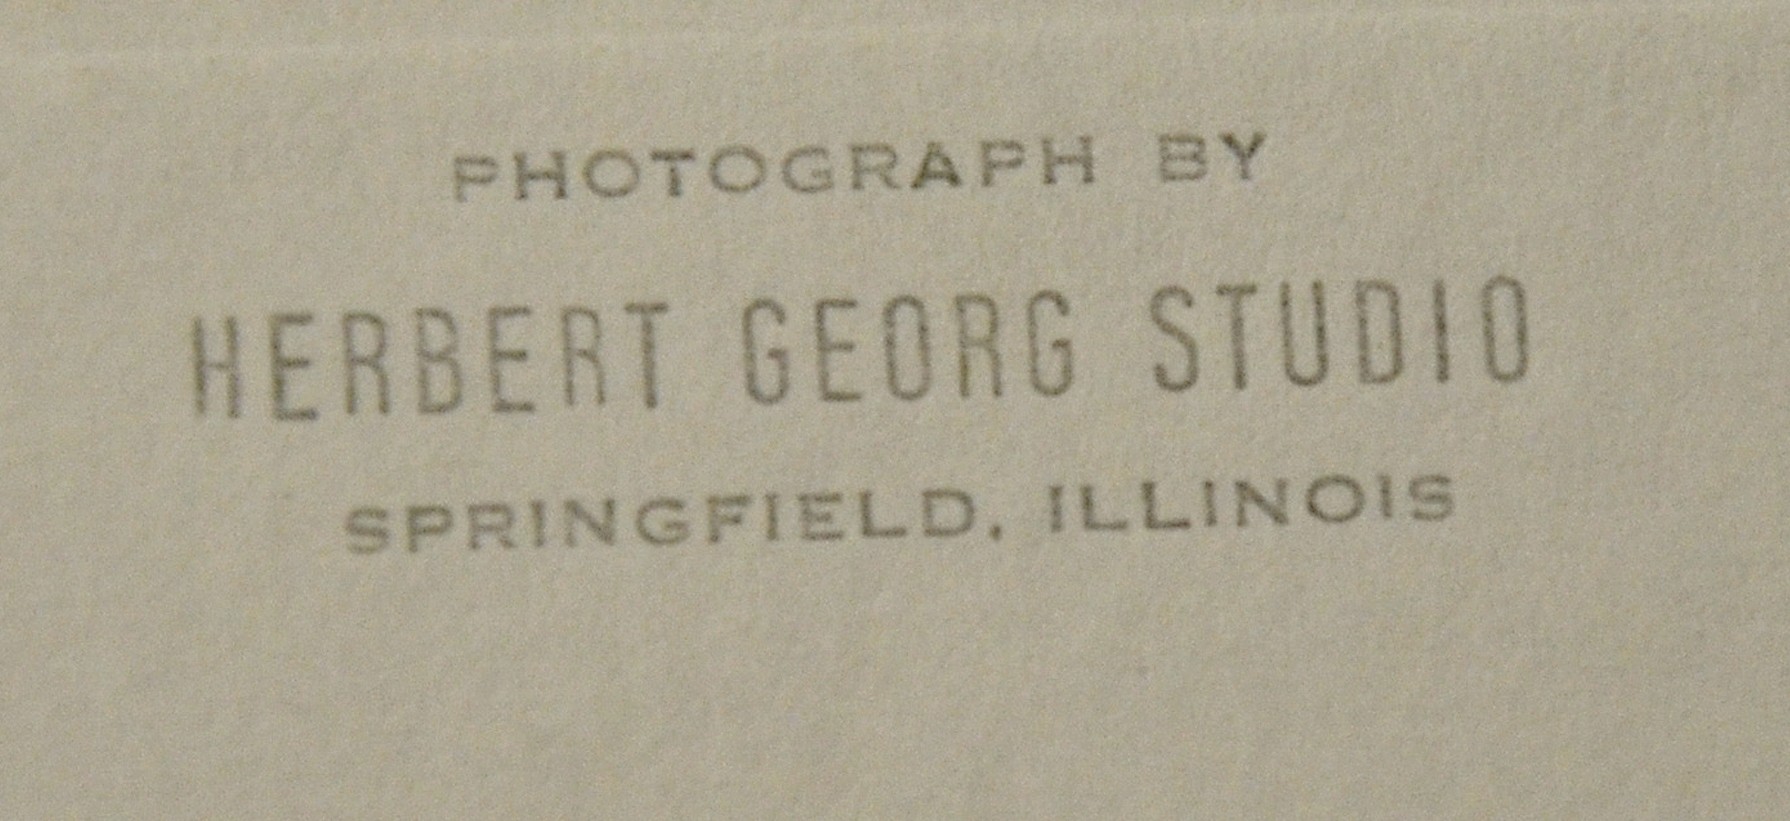 PHOTOGRAPH BY
HERBERT GEORG STUDIO
SPRINGFIELD, ILLINOIS